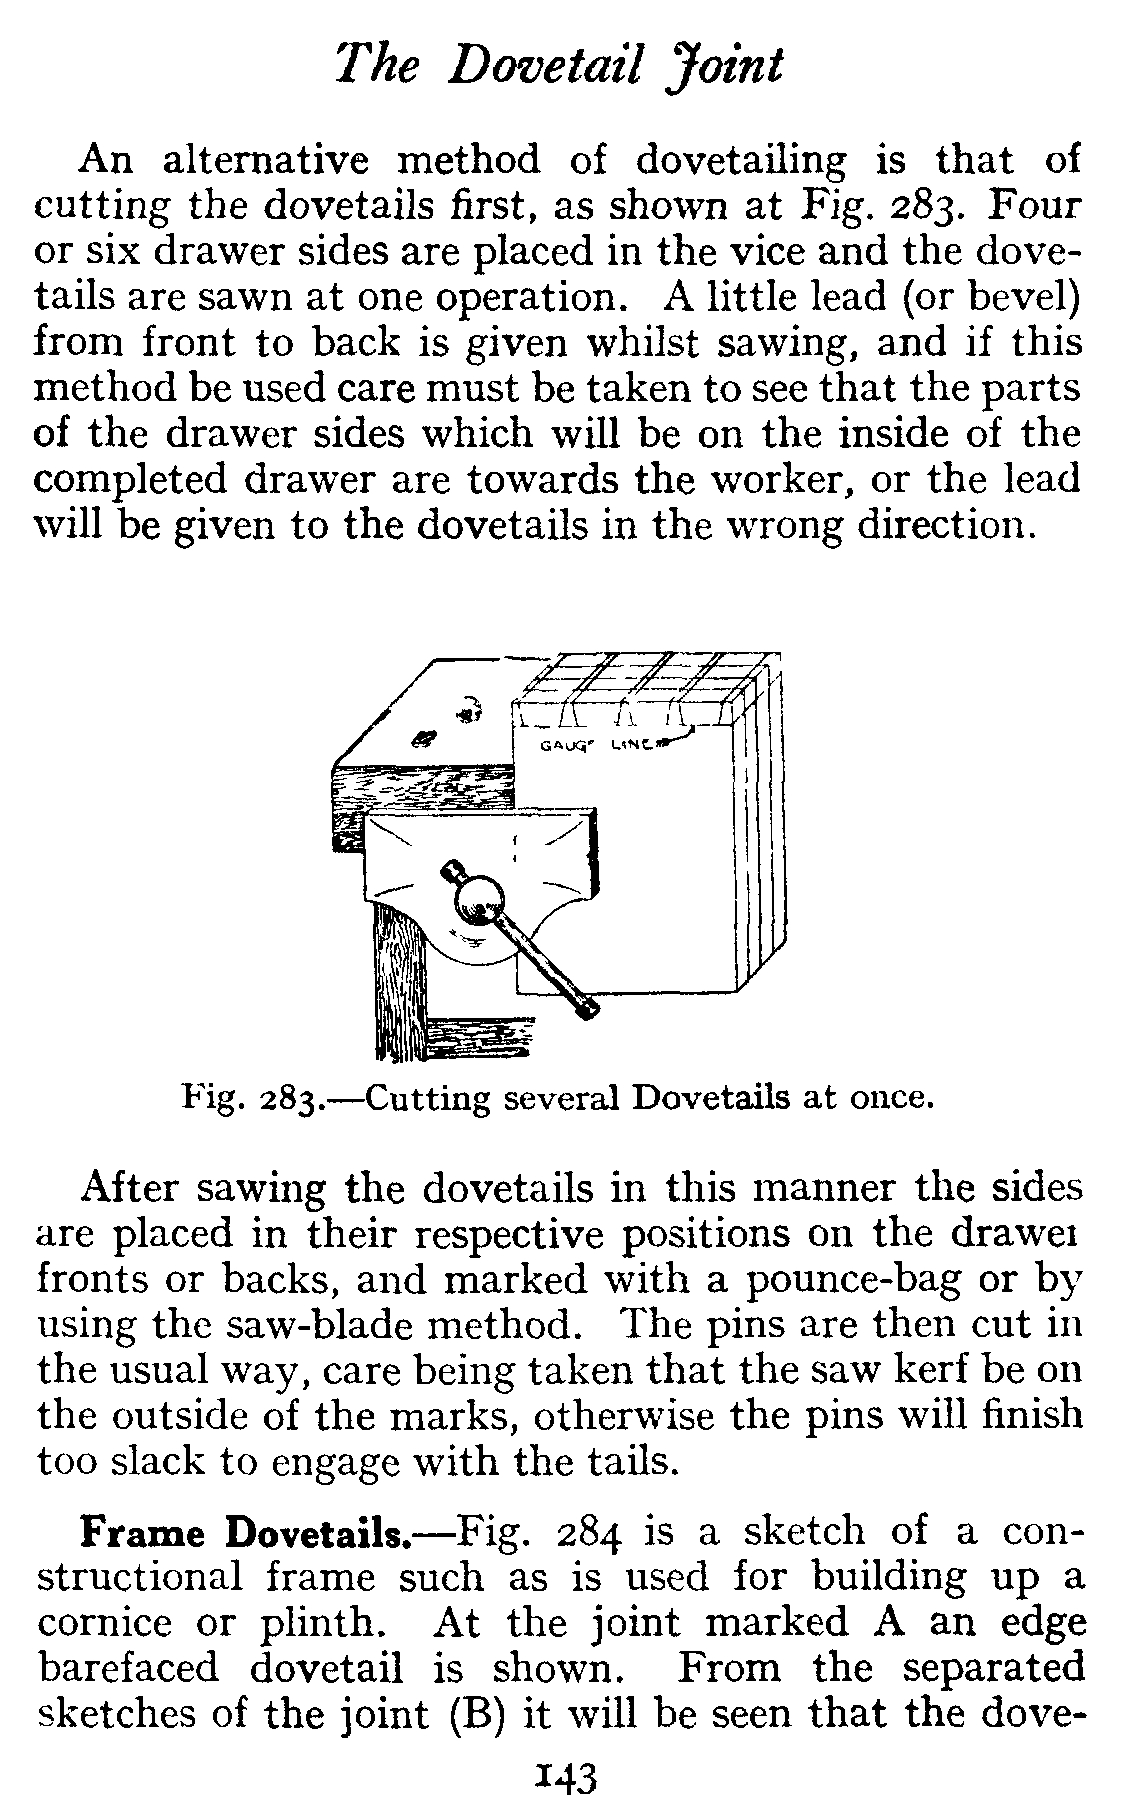 The Dovetail Joint
An alternative method of dovetailing is that of
cutting the dovetails first, as shown at Fig. 283. Four
or six drawer sides are placed in the vice and the dove-
tails are sawn at one operation. A little lead (or bevel)
from front to back is given whilst sawing, and if this
method be used care must be taken to see that the parts
of the drawer sides which will be on the inside of the
completed drawer are towards the worker, or the lead
will be given to the dovetails in the wrong direction.
GAUGE LINE
Fig. 283.—Cutting several Dovetails at once.
After sawing the dovetails in this manner the sides
are placed in their respective positions on the drawer
fronts or backs, and marked with a pounce-bag or by
using the saw-blade method. The pins are then cut in
the usual way, care being taken that the saw kerf be on
the outside of the marks, otherwise the pins will finish
too slack to engage with the tails.
Frame Dovetails.—Fig. 284 is a sketch of a con-
structional frame such as is used for building up a
cornice or plinth. At the joint marked A an edge
barefaced dovetail is shown. From the separated
sketches of the joint (B) it will be seen that the dove-
143